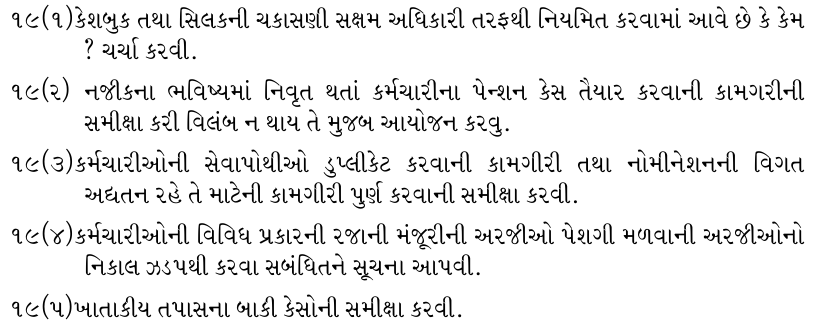 ૧૯(૧)કેશબુક તથા સિલકની ચકાસણી સક્ષમ અધિકારી તરફથી નિયમિત કરવામાં આવે છે કે કેમ
? ચર્ચા કરવી.
૧૯(૨) નજીકના ભવિષ્યમાં નિવૃત થતાં કર્મચારીના પેન્શન કેસ તૈયાર કરવાની કામગરીની
સમીક્ષા કરી વિલંબ ન થાય તે મુજબ આયોજન કરવુ.
૧૯(૩)કર્મચારીઓની સેવાપોથીઓ ડુપ્લીકેટ કરવાની કામગીરી તથા નોમીનેશનની વિગત
અદ્યતન રહે તે માટેની કામગીરી પુર્ણ કરવાની સમીક્ષા કરવી.
૧૯(૪)કર્મચારીઓની વિવિધ પ્રકારની રજાની મંજૂરીની અરજીઓ પેશગી મળવાની અરજીઓનો
નિકાલ ઝડપથી કરવા સબંધિતને સૂચના આપવી.
૧૯(૫)ખાતાકીય તપાસના બાકી કેસોની સમીક્ષા કરવી.